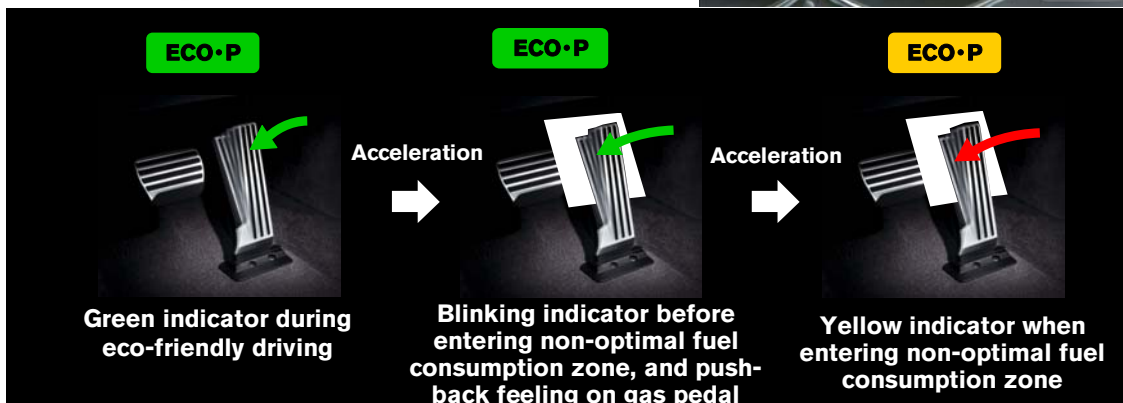 ECO•P
ECO•P
ECO•P
Acceleration
Acceleration
Green indicator during
eco-friendly driving
Blinking indicator before
entering non-optimal fuel
consumption zone, and push-
back feeling on gas pedal
Yellow indicator when
entering non-optimal fuel
consumption zone